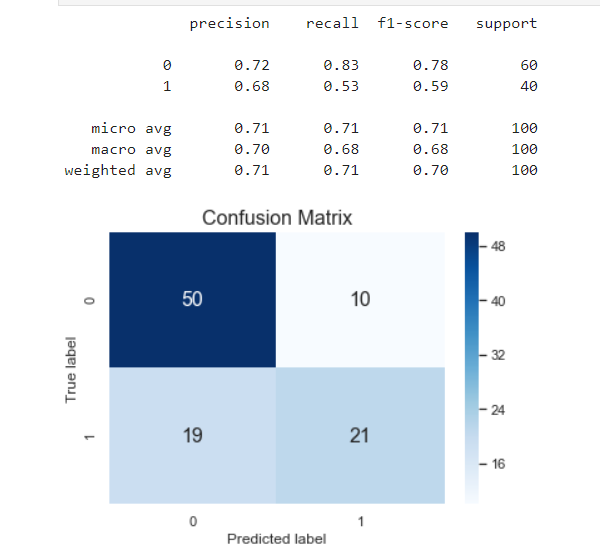 precision recall f1-score support
0 0.72 0.83 0.78 60
1 0.68 0.53 0.59 40
micro avg 0.71 0.71 0.71 100
macro avg 0.70 0.68 0.68 100
weighted avg 0.71 0.71 0.70 100
Confusion Matrix
48
40
32
24
16
True label
0
50 10
1
19 21
0 1
Predicted label